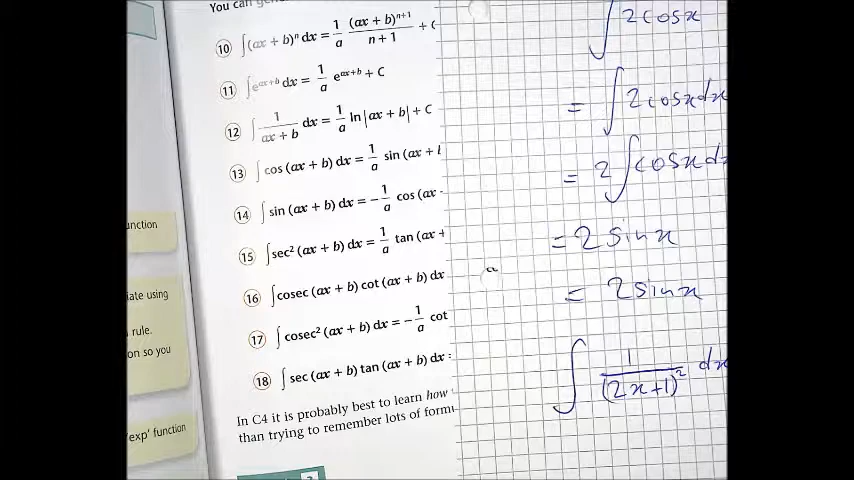 You can
10 ∫(ax + b)ⁿ dx = 1/a (ax + b)ⁿ⁺¹/n + 1 + C
11 ∫eᵃˣ⁺ᵇ dx = 1/a eᵃˣ⁺ᵇ + C
12 ∫ 1/ax + b dx = 1/a ln|ax + b| + C
13 ∫cos (ax + b) dx = 1/a sin (ax +
14 ∫sin (ax + b) dx = −1/a cos (ax
15 ∫sec² (ax + b) dx = 1/a tan (ax +
16 ∫cosec (ax + b) cot (ax + b) dx
17 ∫cosec² (ax + b) dx = −1/a cot
18 ∫sec (ax + b) tan (ax + b) dx =
In C4 it is probably best to learn how
than trying to remember lots of form
unction
iate using
rule.
on so you
'exp' function
∫ 2cosx
= ∫ 2cosxdx
= 2∫cosxdx
= 2sinx
= 2sinx
∫ 1/(2x+1)² dx